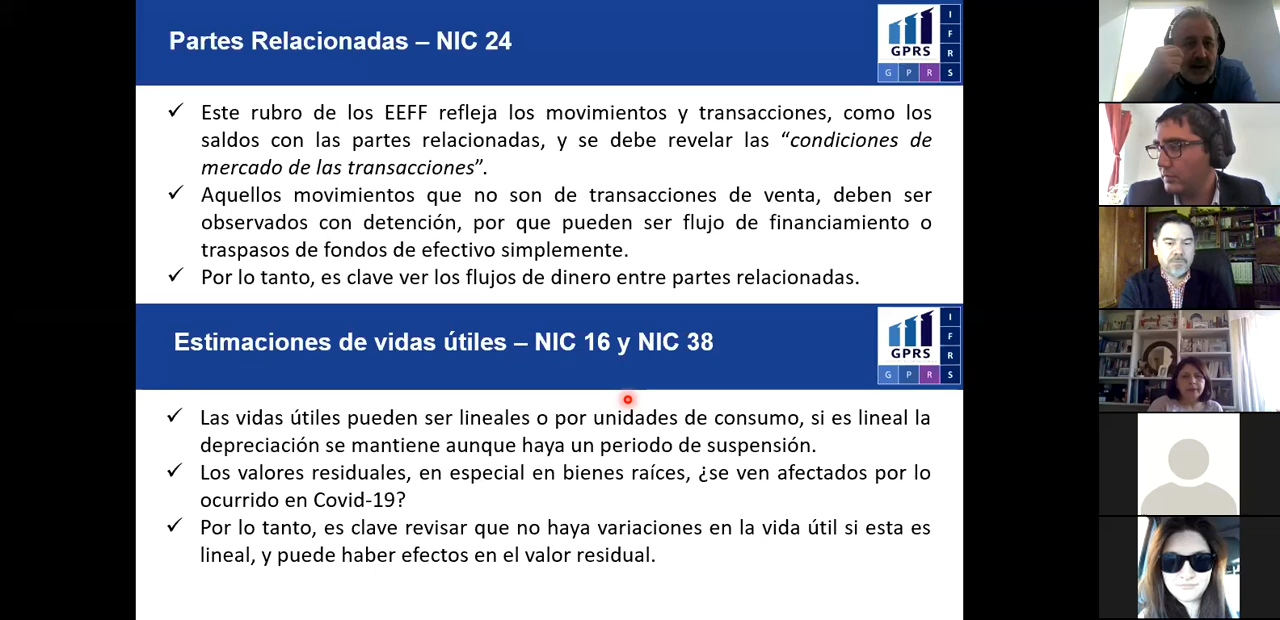 Partes Relacionadas – NIC 24
GPRS
I
F
R
G P R S
✓ Este rubro de los EEFF refleja los movimientos y transacciones, como los
saldos con las partes relacionadas, y se debe revelar las “condiciones de
mercado de las transacciones”.
✓ Aquellos movimientos que no son de transacciones de venta, deben ser
observados con detención, por que pueden ser flujo de financiamiento o
traspasos de fondos de efectivo simplemente.
✓ Por lo tanto, es clave ver los flujos de dinero entre partes relacionadas.
Estimaciones de vidas útiles – NIC 16 y NIC 38
GPRS
I
F
R
G P R S
✓ Las vidas útiles pueden ser lineales o por unidades de consumo, si es lineal la
depreciación se mantiene aunque haya un periodo de suspensión.
✓ Los valores residuales, en especial en bienes raíces, ¿se ven afectados por lo
ocurrido en Covid-19?
✓ Por lo tanto, es clave revisar que no haya variaciones en la vida útil si esta es
lineal, y puede haber efectos en el valor residual.